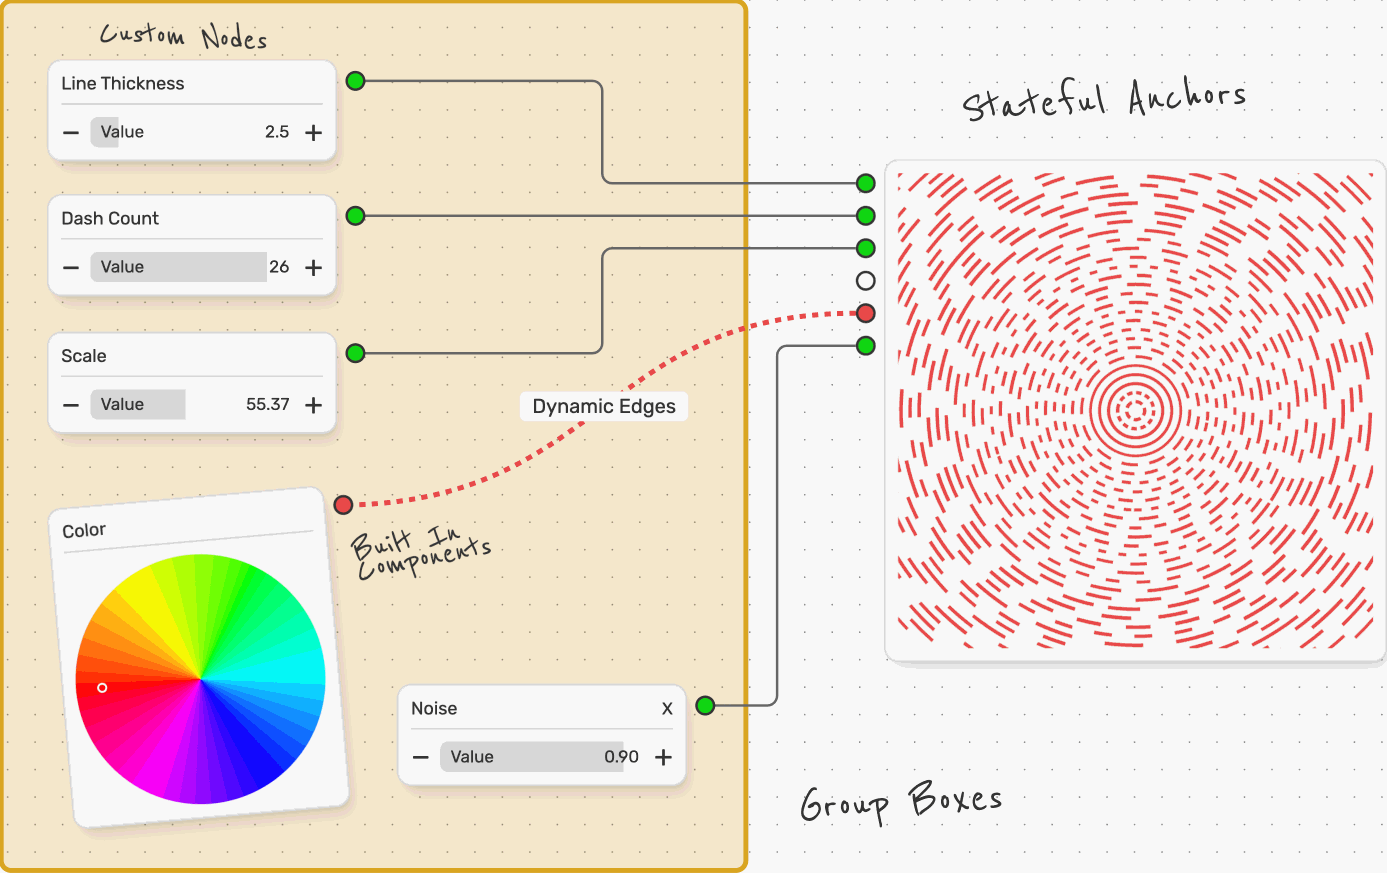 Custom Nodes
Line Thickness
− Value 2.5 +
Dash Count
− Value 26 +
Scale
− Value 55.37 +
Color
Built In
Components
Dynamic Edges
Noise X
− Value 0.90 +
Stateful Anchors
Group Boxes